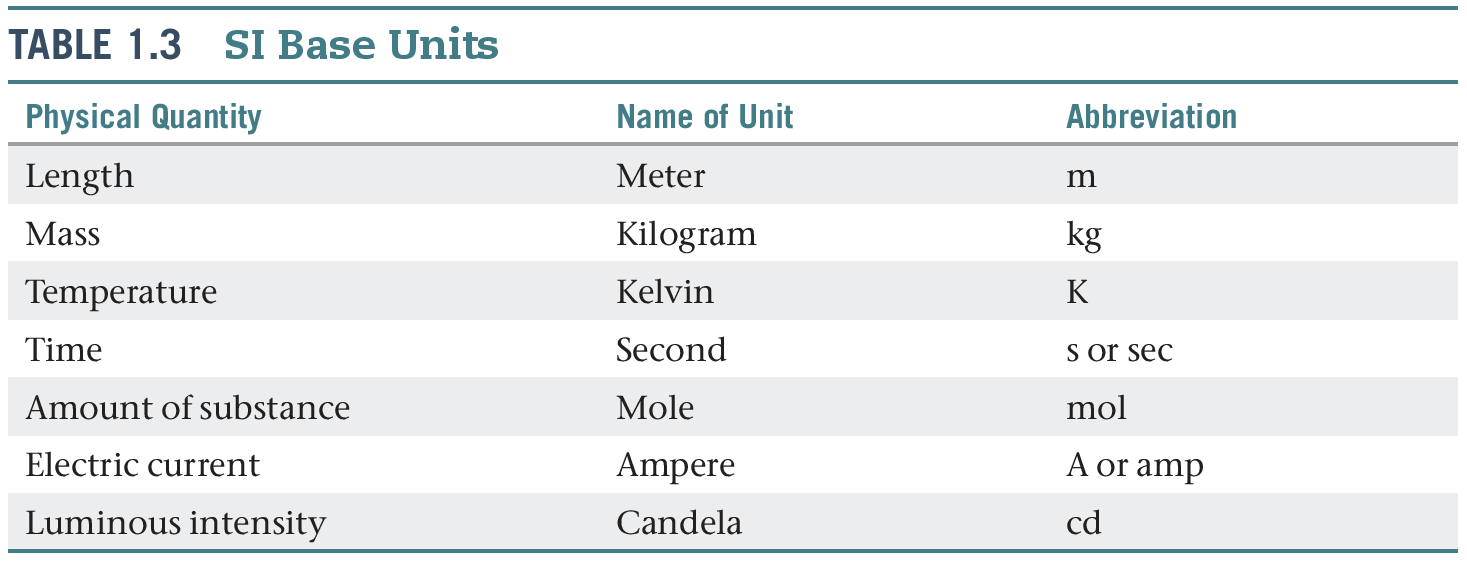 TABLE 1.3 SI Base Units
Physical Quantity Name of Unit Abbreviation
Length Meter m
Mass Kilogram kg
Temperature Kelvin K
Time Second s or sec
Amount of substance Mole mol
Electric current Ampere A or amp
Luminous intensity Candela cd